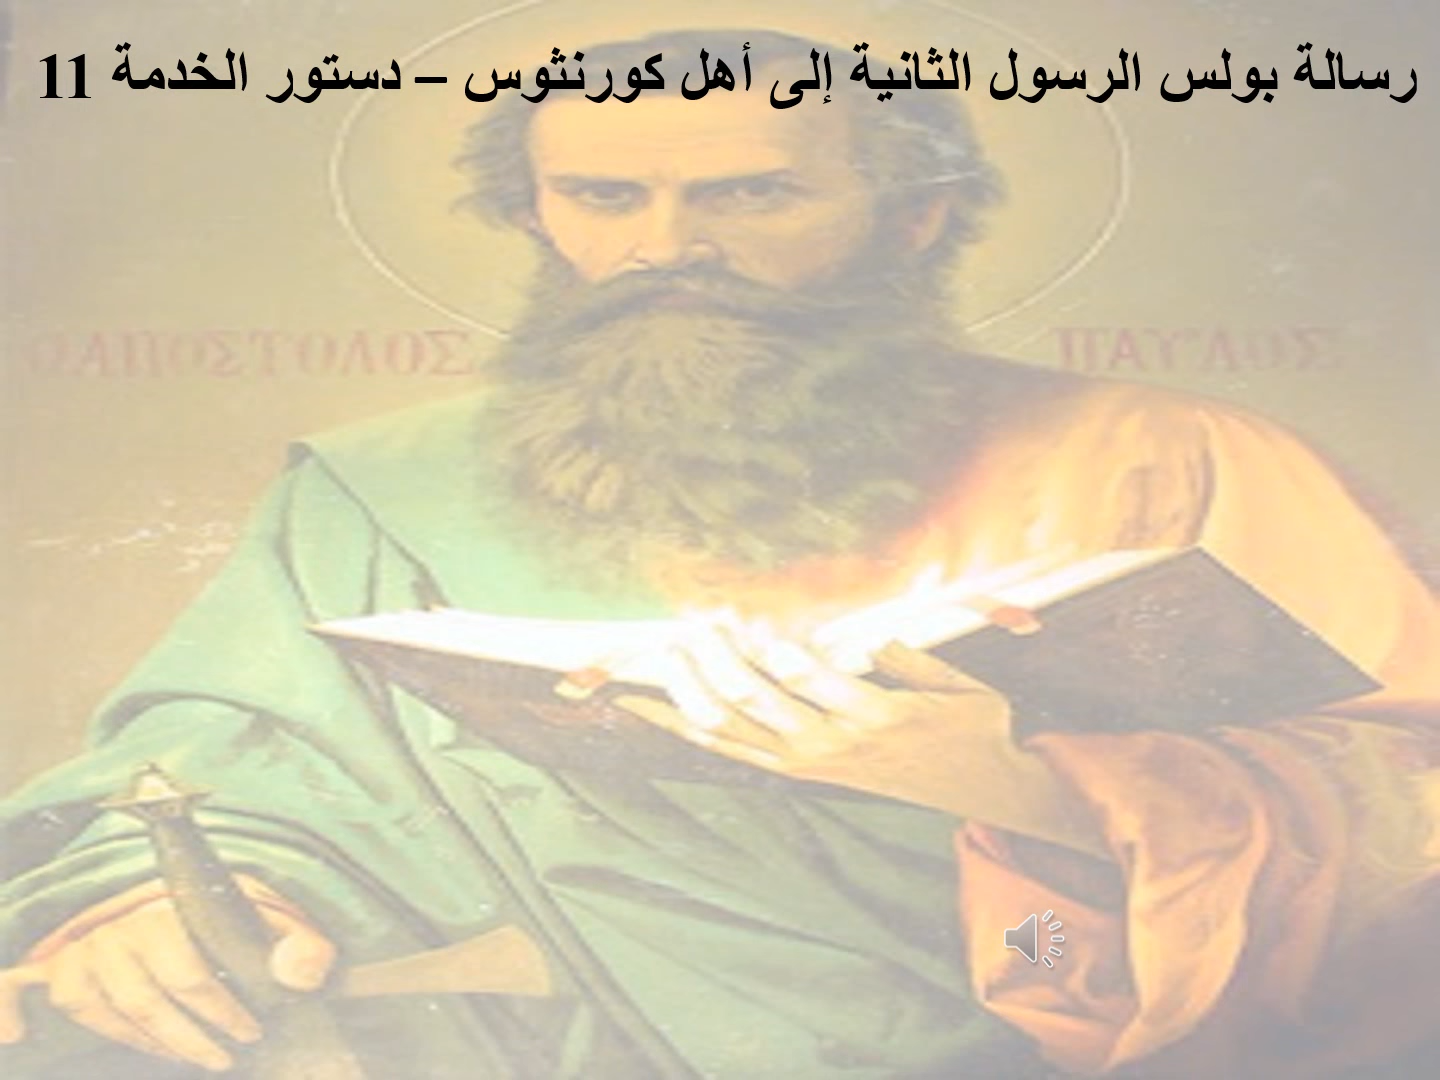 رسالة بولس الرسول الثانية إلى أهل كورنثوس – دستور الخدمة 11
ΑΠΟΣΤΟΛΟΣ ΠΑΥΛΟΣ